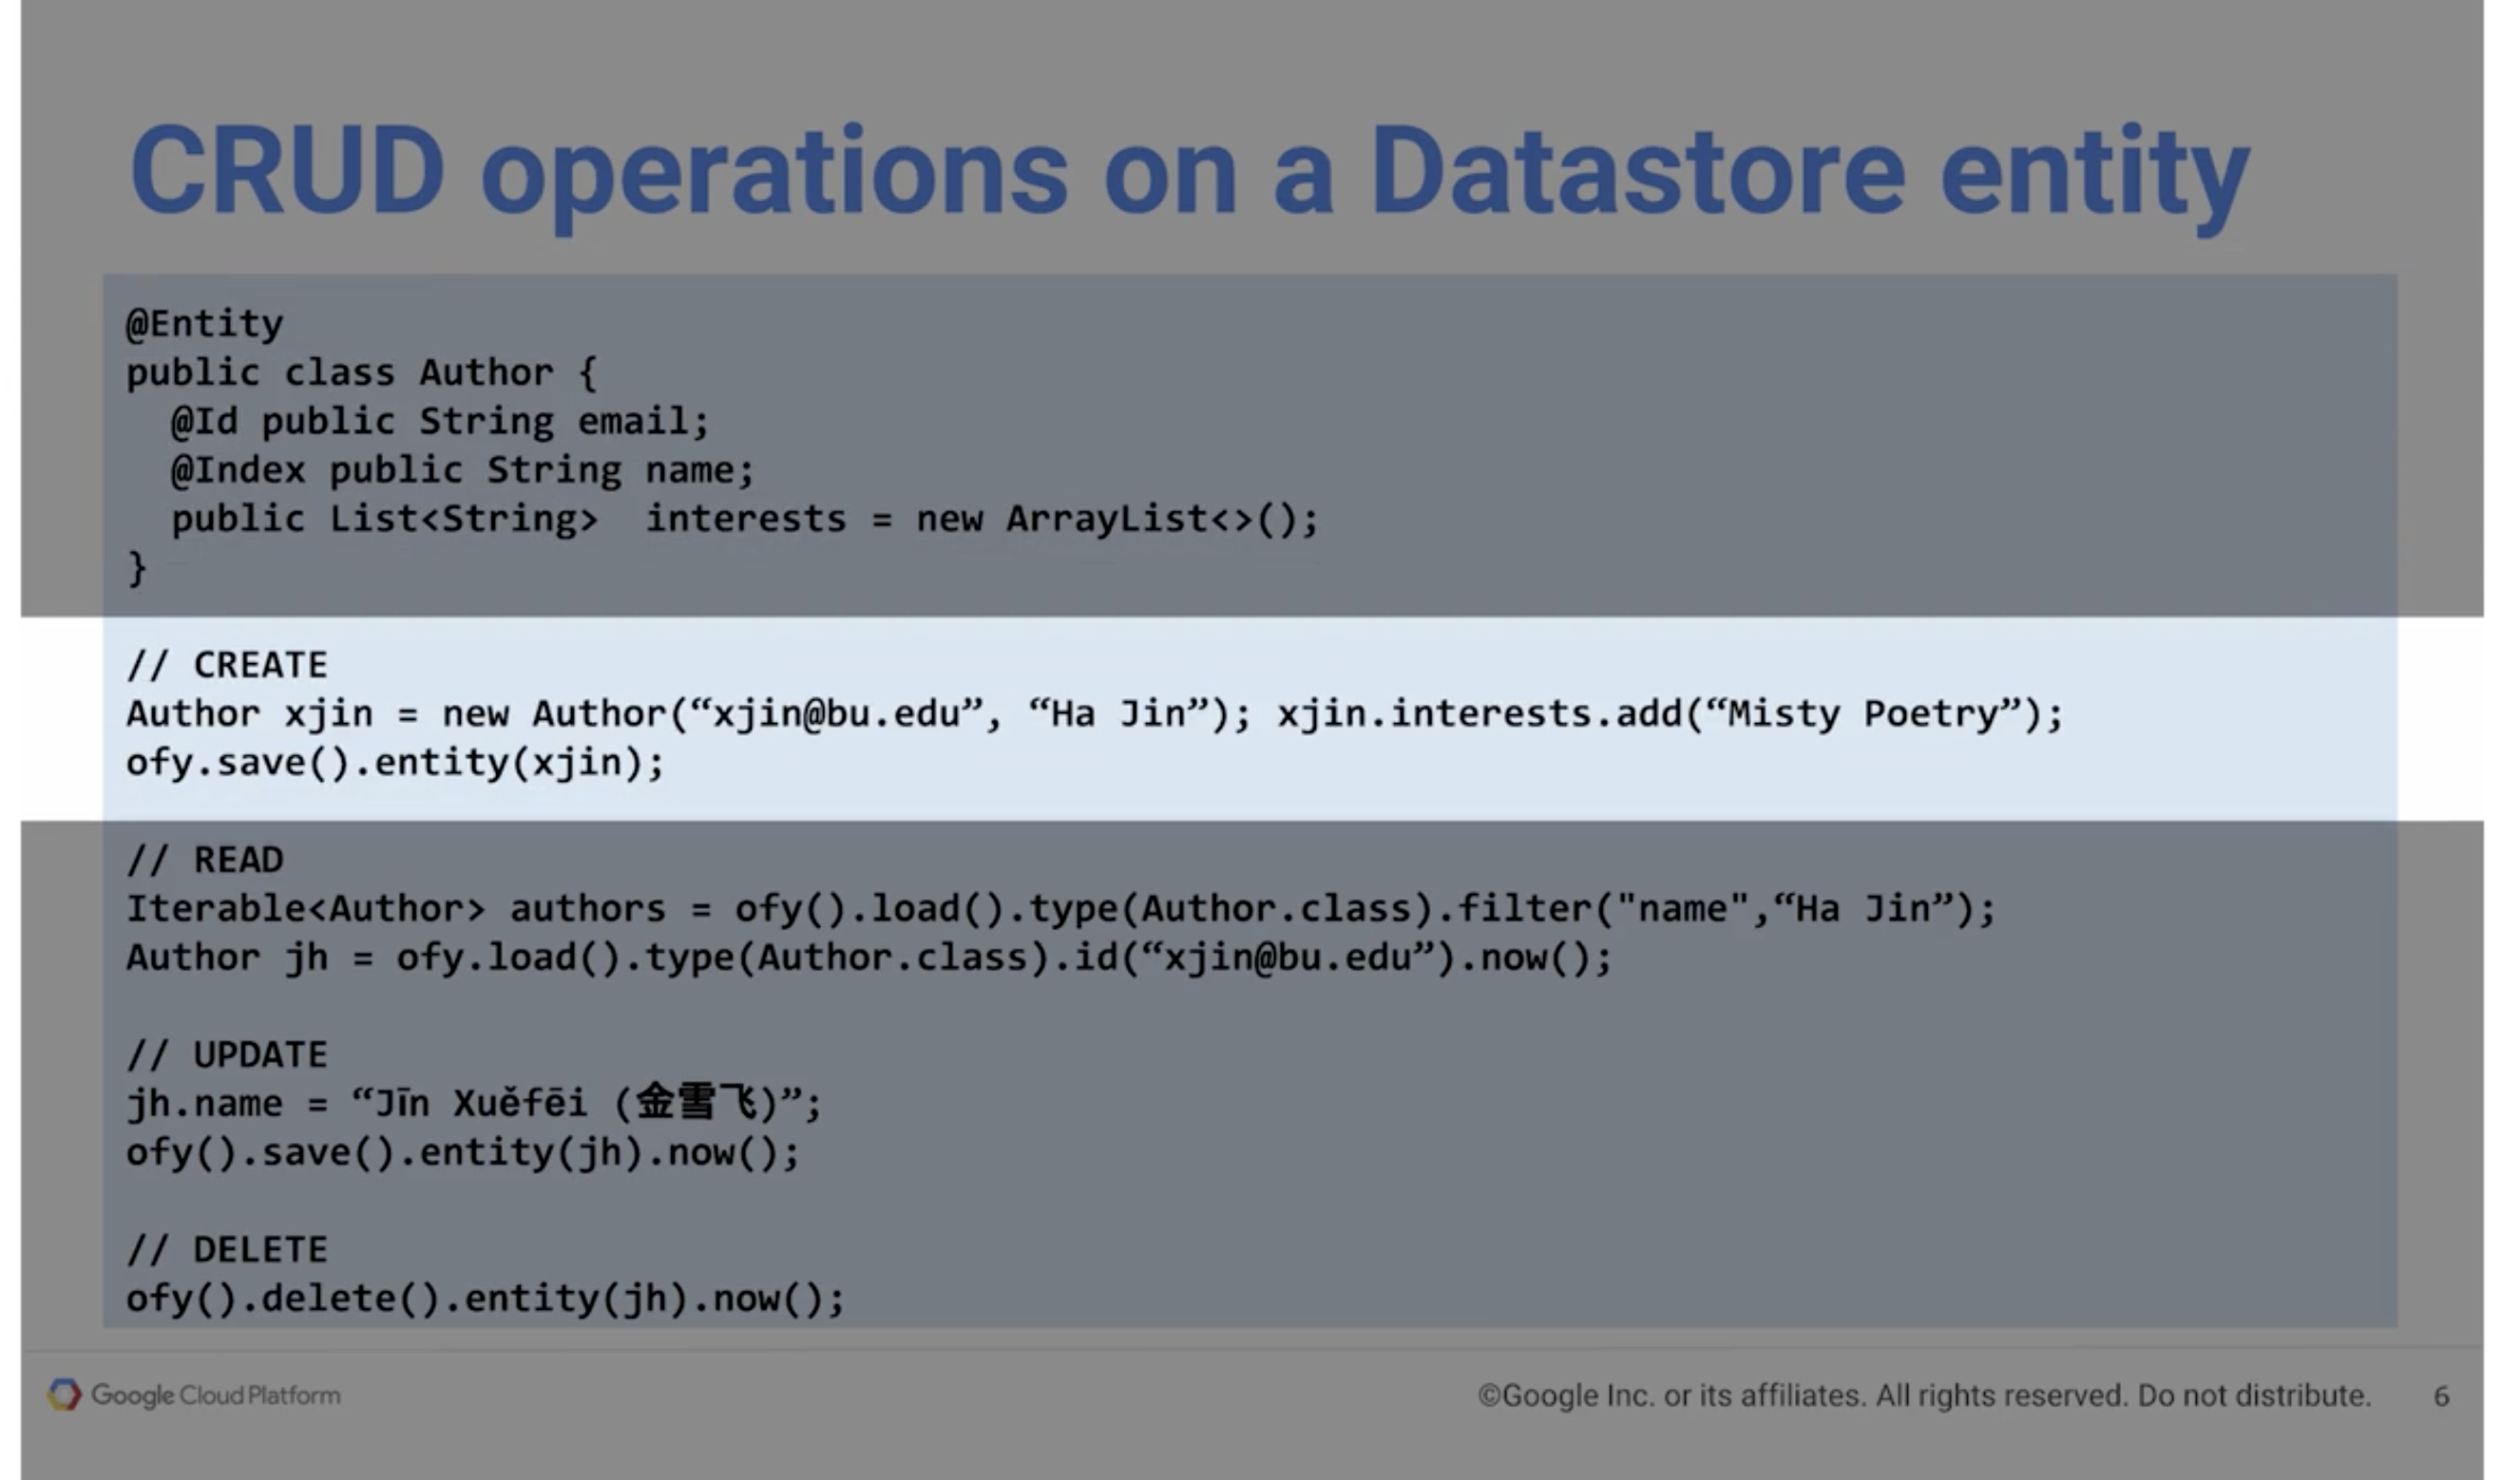 CRUD operations on a Datastore entity
@Entity
public class Author {
  @Id public String email;
  @Index public String name;
  public List<String>  interests = new ArrayList<>();
}
// CREATE
Author xjin = new Author(“xjin@bu.edu”, “Ha Jin”); xjin.interests.add(“Misty Poetry”);
ofy.save().entity(xjin);
// READ
Iterable<Author> authors = ofy().load().type(Author.class).filter("name",“Ha Jin”);
Author jh = ofy.load().type(Author.class).id(“xjin@bu.edu”).now();
// UPDATE
jh.name = “Jīn Xuěfēi (金雪飞)”;
ofy().save().entity(jh).now();
// DELETE
ofy().delete().entity(jh).now();
Google Cloud Platform
©Google Inc. or its affiliates. All rights reserved. Do not distribute. 6